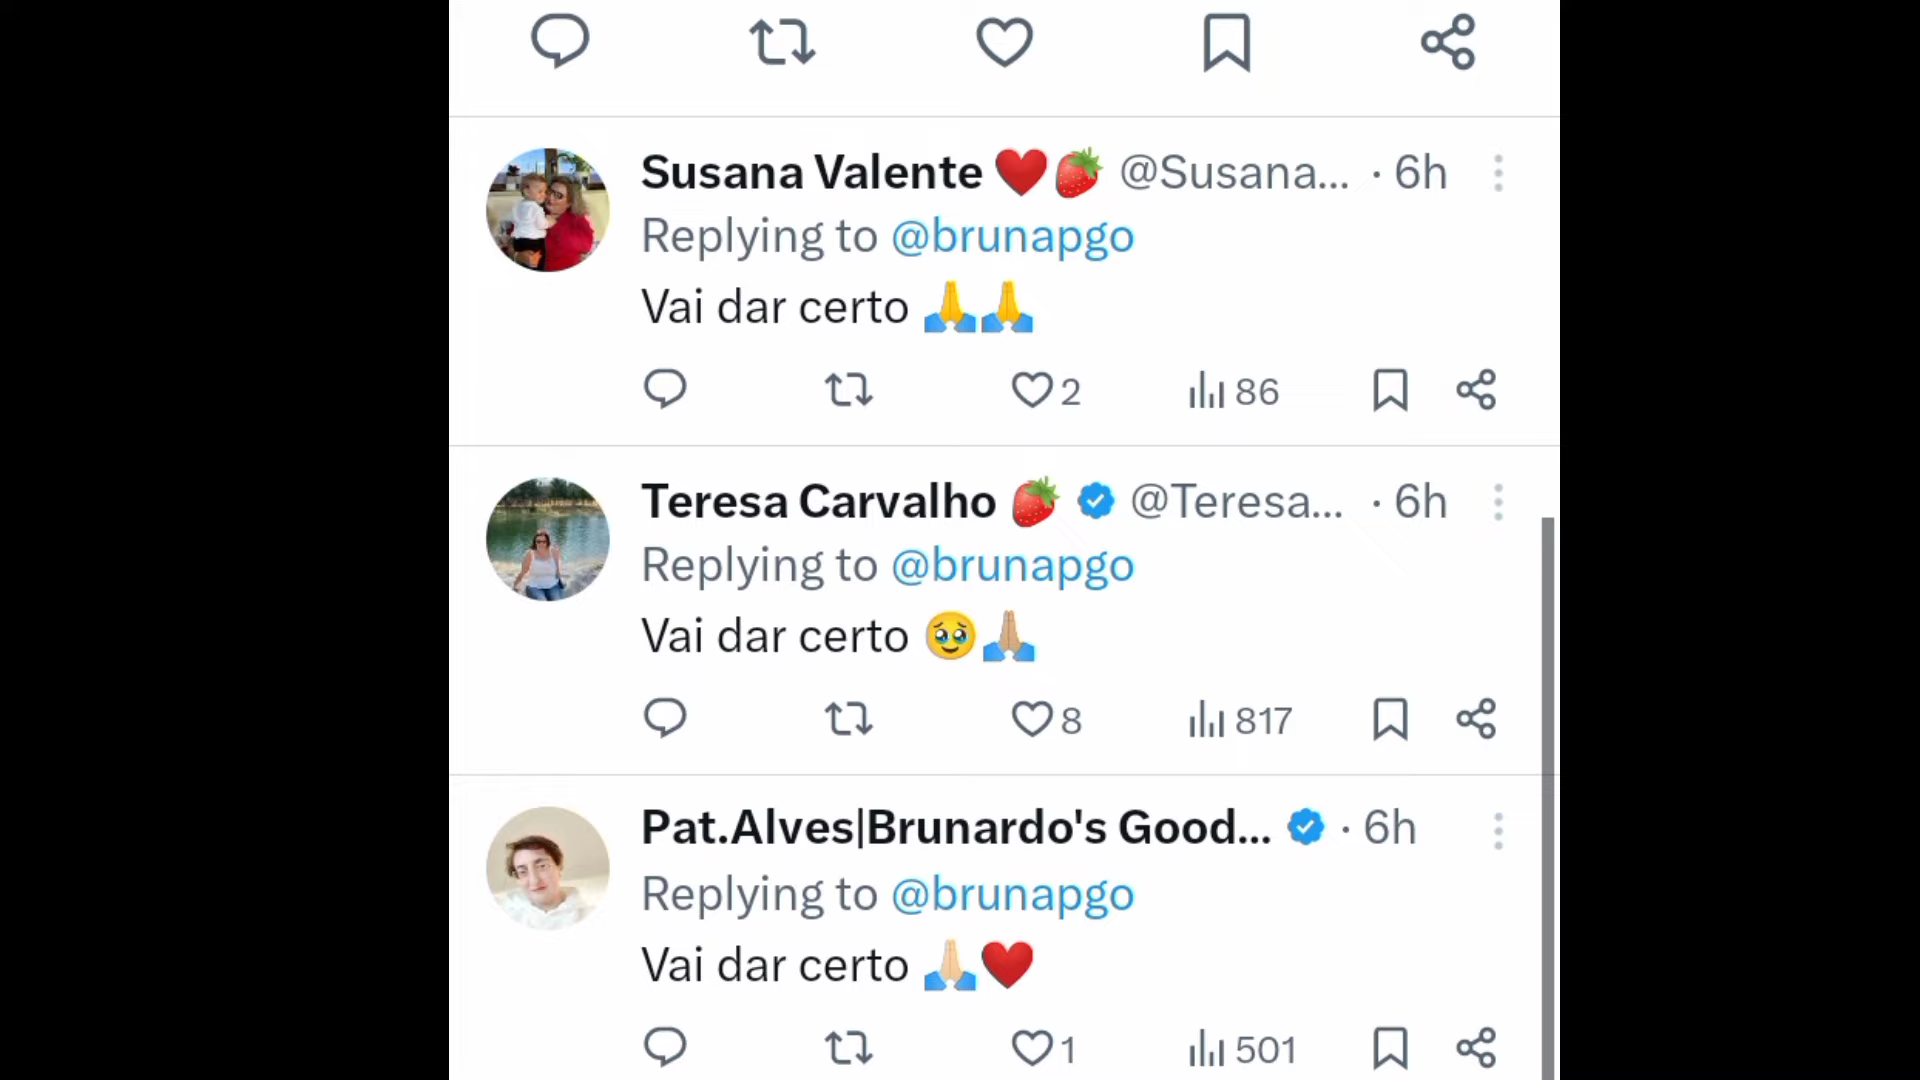 Susana Valente ❤️🍓 @Susana... · 6h
Replying to @brunapgo
Vai dar certo 🙏🙏
2 86
Teresa Carvalho 🍓 @Teresa... · 6h
Replying to @brunapgo
Vai dar certo 🥹🙏🏽
8 817
Pat.Alves|Brunardo's Good... · 6h
Replying to @brunapgo
Vai dar certo 🙏🏻❤️
1 501